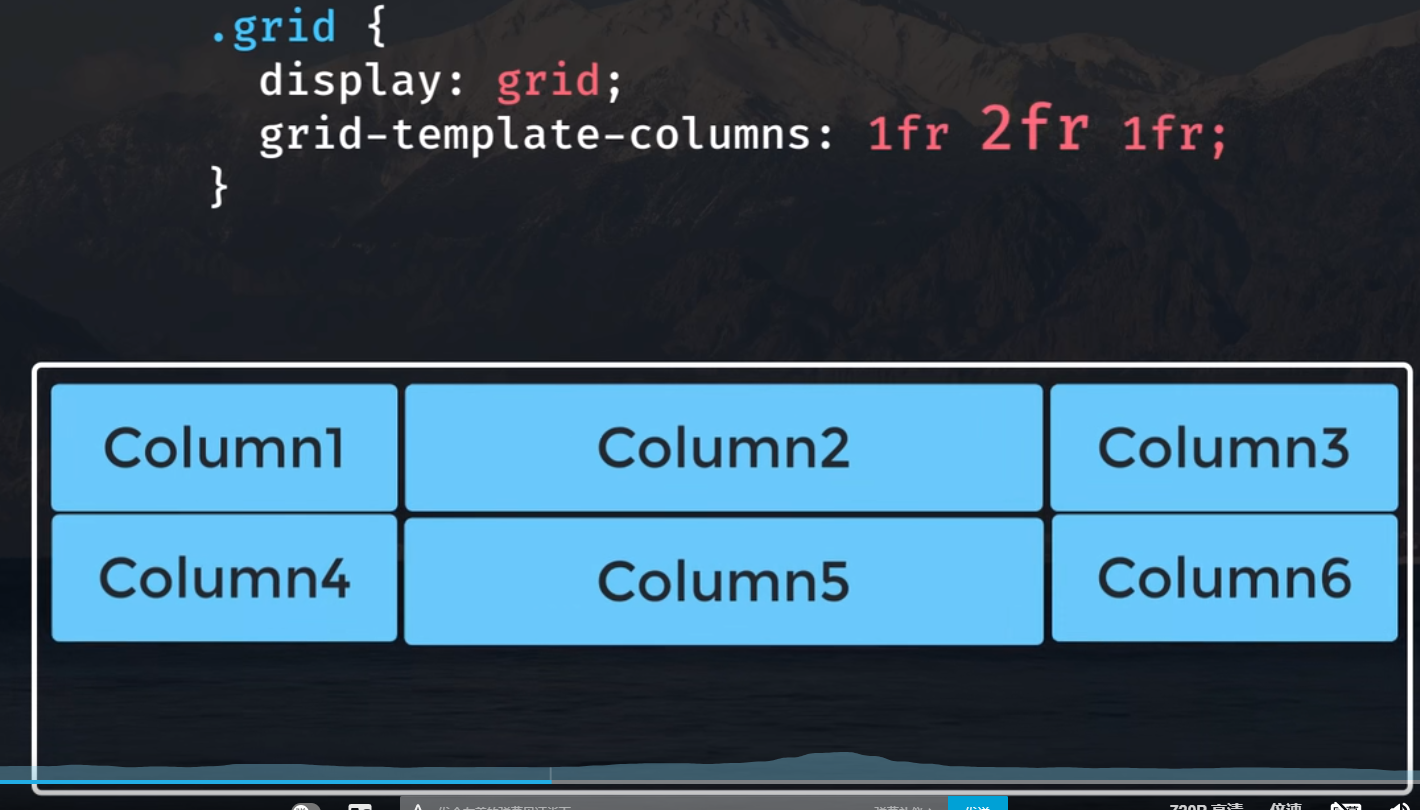 .grid {
display: grid;
grid-template-columns: 1fr 2fr 1fr;
}
Column1 Column2 Column3
Column4 Column5 Column6
720P 高清 倍速